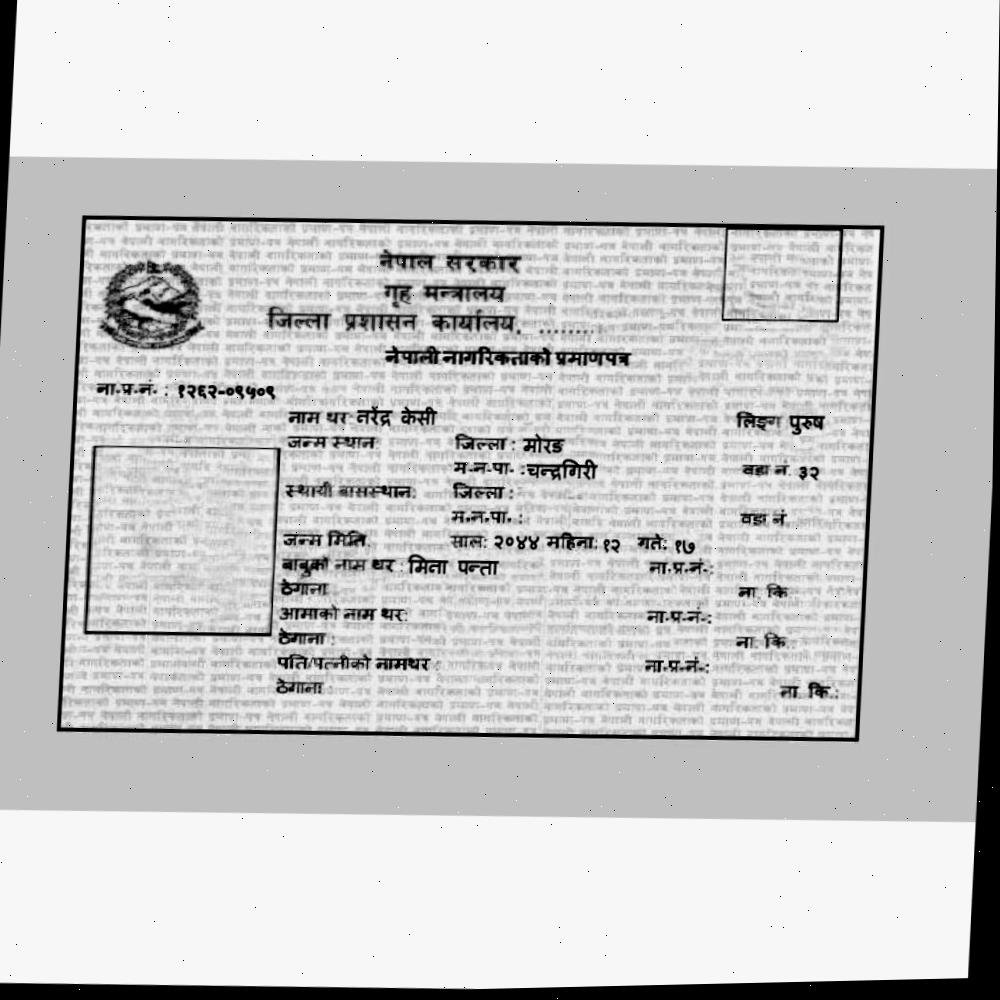 नेपाल सरकार
गृह मन्त्रालय
जिल्ला प्रशासन कार्यालय, .........
नेपाली नागरिकताको प्रमाणपत्र
ना.प्र.नं. : १२६२-०९५०९
नाम थर नरेंद्र केसी लिङ्ग पुरुष
जन्म स्थान: जिल्ला : मोरङ
म.न.पा. : चन्द्रगिरी वडा नं. ३२
स्थायी बासस्थान: जिल्ला :
म.न.पा. : वडा नं
जन्म मिति: साल: २०४४ महिना: १२ गते: १७
बाबुको नाम थर : मिता पन्ता ना.प्र.नं.:
ठेगाना ना. कि.
आमाको नाम थर: ना.प्र.नं.:
ठेगाना : ना. कि.:
पति/पत्नीको नामथर : ना.प्र.नं.:
ठेगाना : ना. कि.: